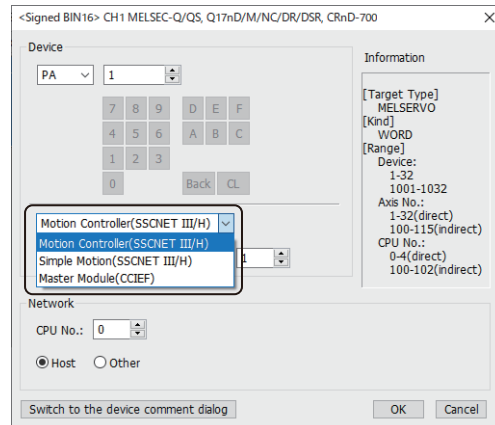 <Signed BIN16> CH1 MELSEC-Q/QS, Q17nD/M/NC/DR/DSR, CRnD-700
Device
PA 1
7 8 9 D E F
4 5 6 A B C
1 2 3
0 Back CL
Motion Controller(SSCNET III/H)
Motion Controller(SSCNET III/H)
Simple Motion(SSCNET III/H)
Master Module(CCIEF)
1
Information
[Target Type]
MELSERVO
[Kind]
WORD
[Range]
Device:
1-32
1001-1032
Axis No.:
1-32(direct)
100-115(indirect)
CPU No.:
0-4(direct)
100-102(indirect)
Network
CPU No.: 0
Host Other
Switch to the device comment dialog OK Cancel